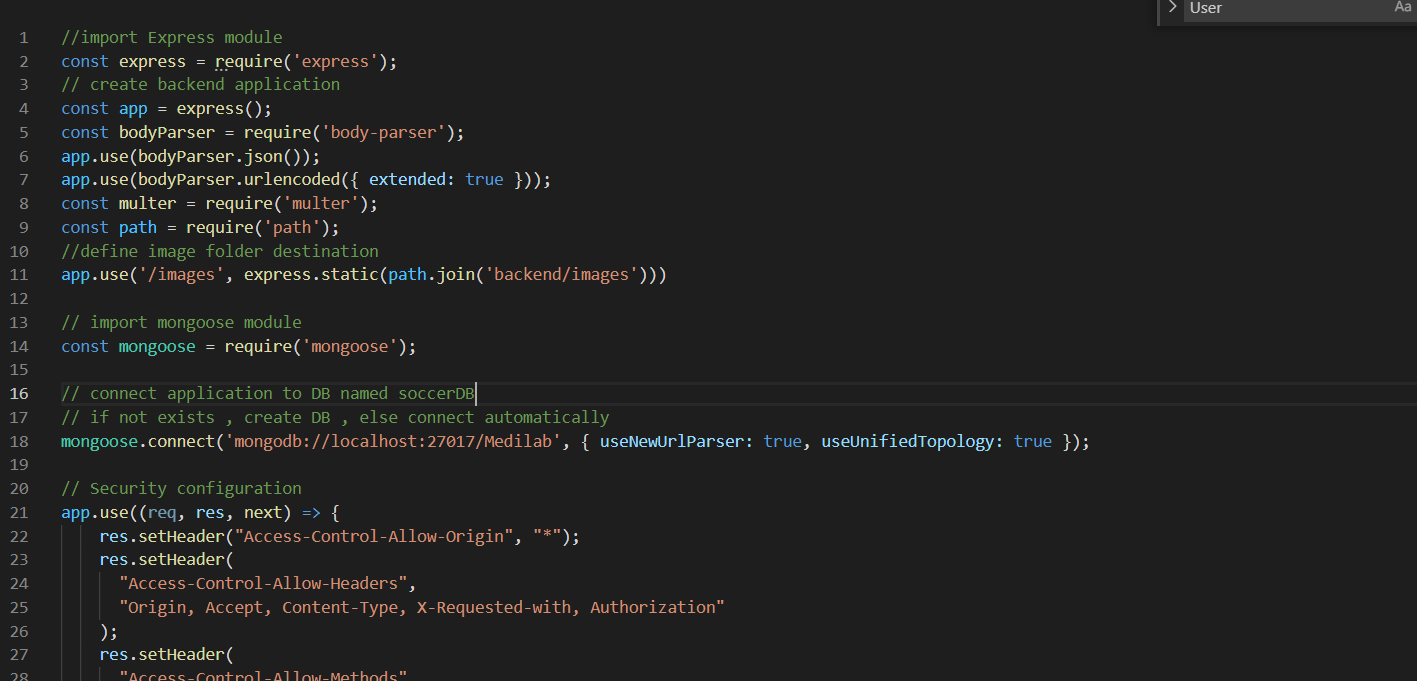 User Aa
1 //import Express module
2 const express = require('express');
3 // create backend application
4 const app = express();
5 const bodyParser = require('body-parser');
6 app.use(bodyParser.json());
7 app.use(bodyParser.urlencoded({ extended: true }));
8 const multer = require('multer');
9 const path = require('path');
10 //define image folder destination
11 app.use('/images', express.static(path.join('backend/images')))
12
13 // import mongoose module
14 const mongoose = require('mongoose');
15
16 // connect application to DB named soccerDB
17 // if not exists , create DB , else connect automatically
18 mongoose.connect('mongodb://localhost:27017/Medilab', { useNewUrlParser: true, useUnifiedTopology: true });
19
20 // Security configuration
21 app.use((req, res, next) => {
22 res.setHeader("Access-Control-Allow-Origin", "*");
23 res.setHeader(
24 "Access-Control-Allow-Headers",
25 "Origin, Accept, Content-Type, X-Requested-with, Authorization"
26 );
27 res.setHeader(
28 "Access-Control-Allow-Methods"